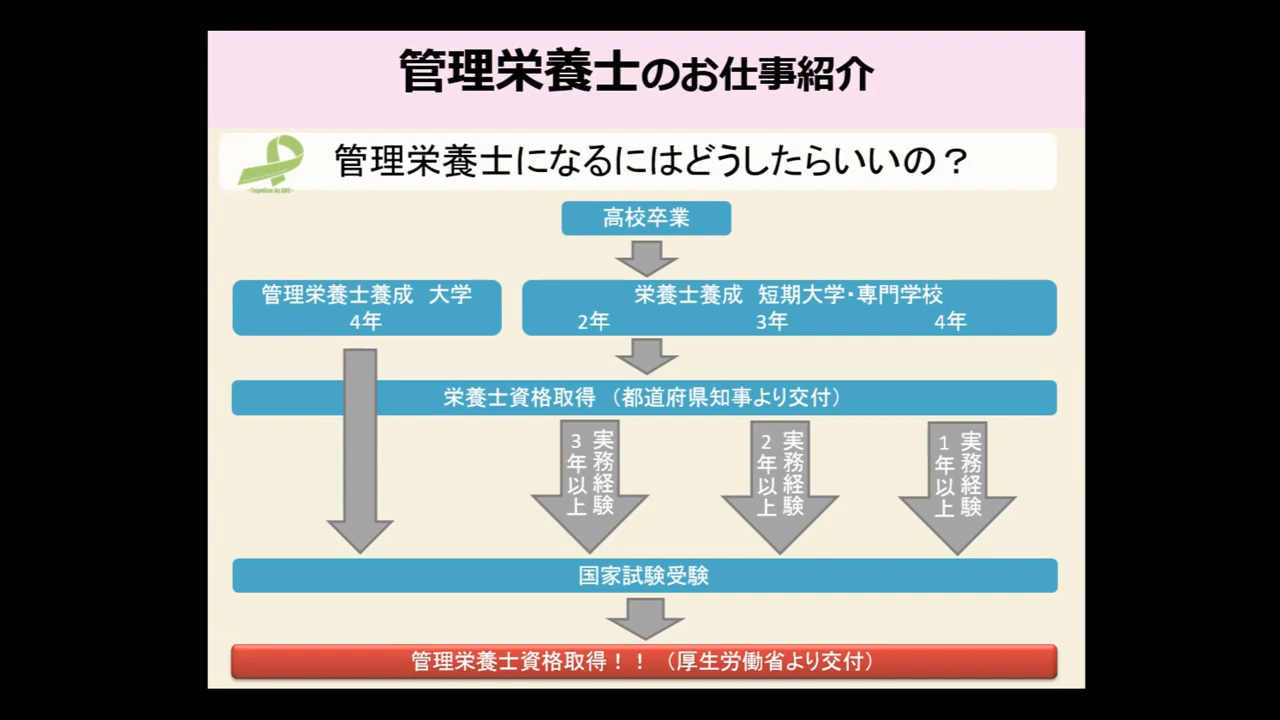 管理栄養士のお仕事紹介
管理栄養士になるにはどうしたらいいの？
高校卒業
管理栄養士養成　大学
4年
栄養士養成　短期大学・専門学校
2年　3年　4年
栄養士資格取得　（都道府県知事より交付）
実務経験
3年以上
実務経験
2年以上
実務経験
1年以上
国家試験受験
管理栄養士資格取得！！　（厚生労働省より交付）